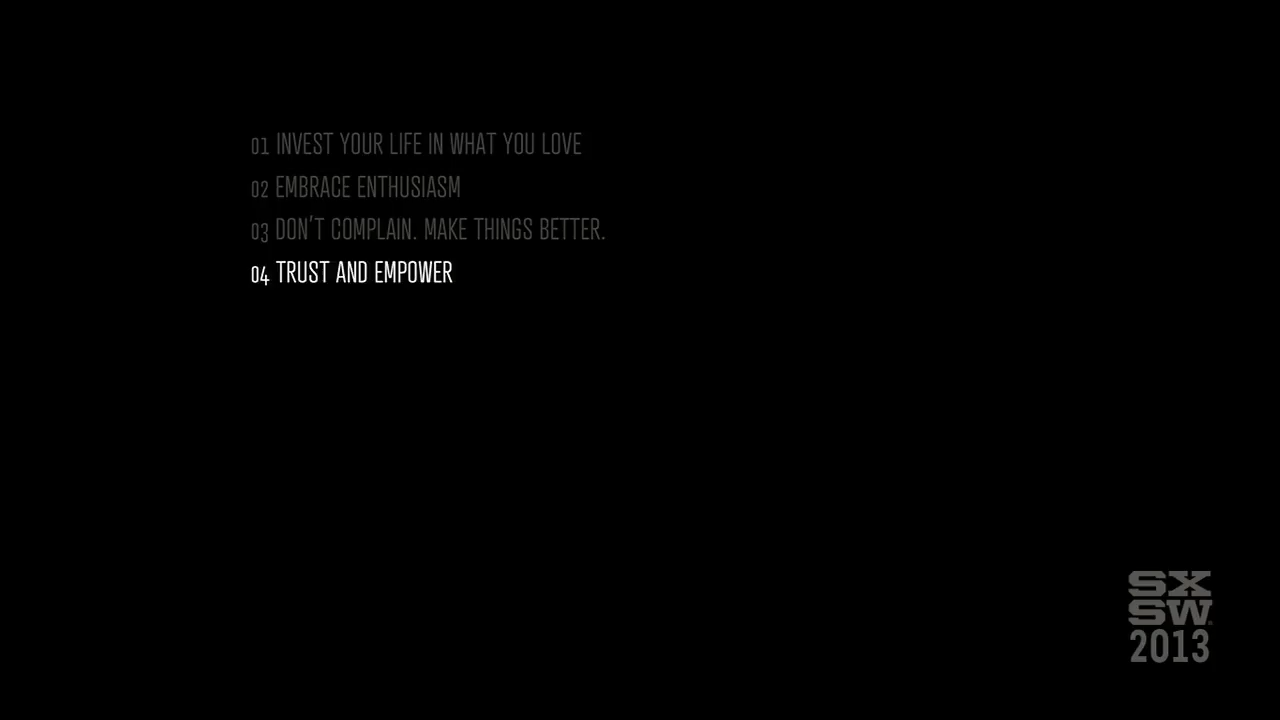 01 INVEST YOUR LIFE IN WHAT YOU LOVE
02 EMBRACE ENTHUSIASM
03 DON'T COMPLAIN. MAKE THINGS BETTER.
04 TRUST AND EMPOWER
SX
SW®
2013